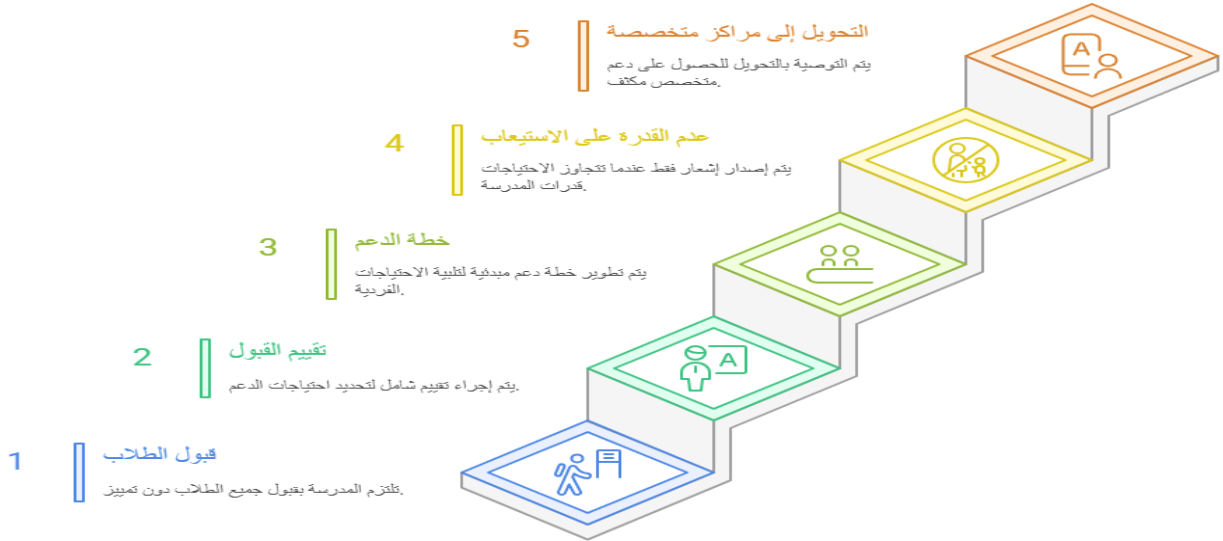 5
التحويل إلى مراكز متخصصة
يتم التوصية بالتحويل للحصول على دعم
متخصص مكثف.
4
عدم القدرة على الاستيعاب
يتم إصدار إشعار فقط عندما تتجاوز الاحتياجات
قدرات المدرسة.
3
خطة الدعم
يتم تطوير خطة دعم مبدئية لتلبية الاحتياجات
الفردية.
2
تقييم القبول
يتم إجراء تقييم شامل لتحديد احتياجات الدعم.
1
قبول الطلاب
تلتزم المدرسة بقبول جميع الطلاب دون تمييز.
A
A